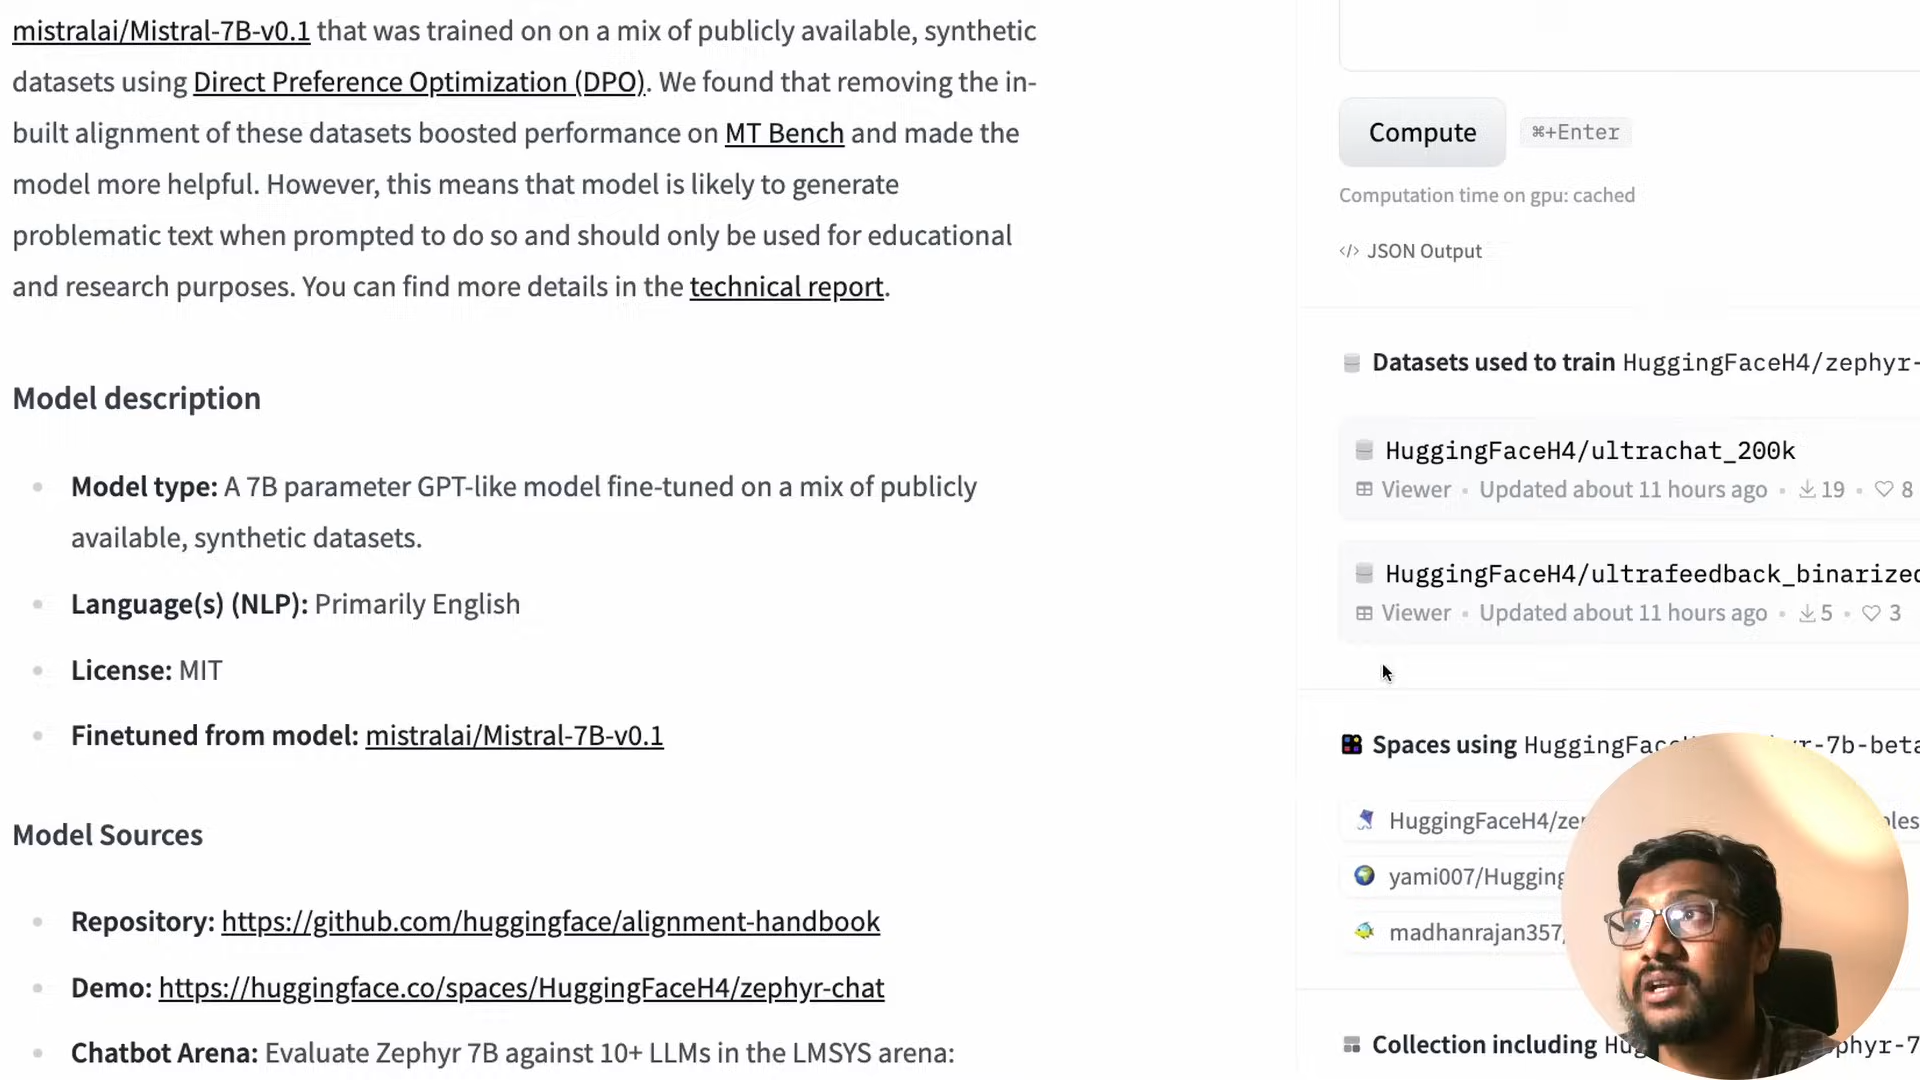 mistralai/Mistral-7B-v0.1 that was trained on on a mix of publicly available, synthetic
datasets using Direct Preference Optimization (DPO). We found that removing the in-
built alignment of these datasets boosted performance on MT Bench and made the
model more helpful. However, this means that model is likely to generate
problematic text when prompted to do so and should only be used for educational
and research purposes. You can find more details in the technical report.
Model description
Model type: A 7B parameter GPT-like model fine-tuned on a mix of publicly
available, synthetic datasets.
Language(s) (NLP): Primarily English
License: MIT
Finetuned from model: mistralai/Mistral-7B-v0.1
Model Sources
Repository: https://github.com/huggingface/alignment-handbook
Demo: https://huggingface.co/spaces/HuggingFaceH4/zephyr-chat
Chatbot Arena: Evaluate Zephyr 7B against 10+ LLMs in the LMSYS arena:
Compute ⌘+Enter
Computation time on gpu: cached
</> JSON Output
Datasets used to train HuggingFaceH4/zephyr-
HuggingFaceH4/ultrachat_200k
Viewer • Updated about 11 hours ago • 19 • 8
HuggingFaceH4/ultrafeedback_binarized
Viewer • Updated about 11 hours ago • 5 • 3
Spaces using HuggingFac r-7b-beta
HuggingFaceH4/ze
yami007/Hugging
madhanrajan357/
Collection including Hu phyr-7